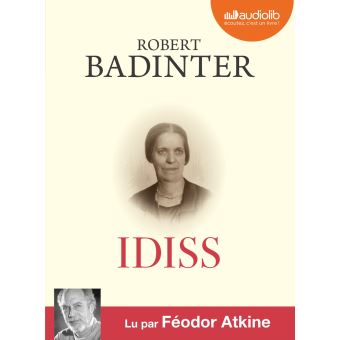 audiolib
écoutez, c'est un livre!
ROBERT
BADINTER
IDISS
Lu par Féodor Atkine